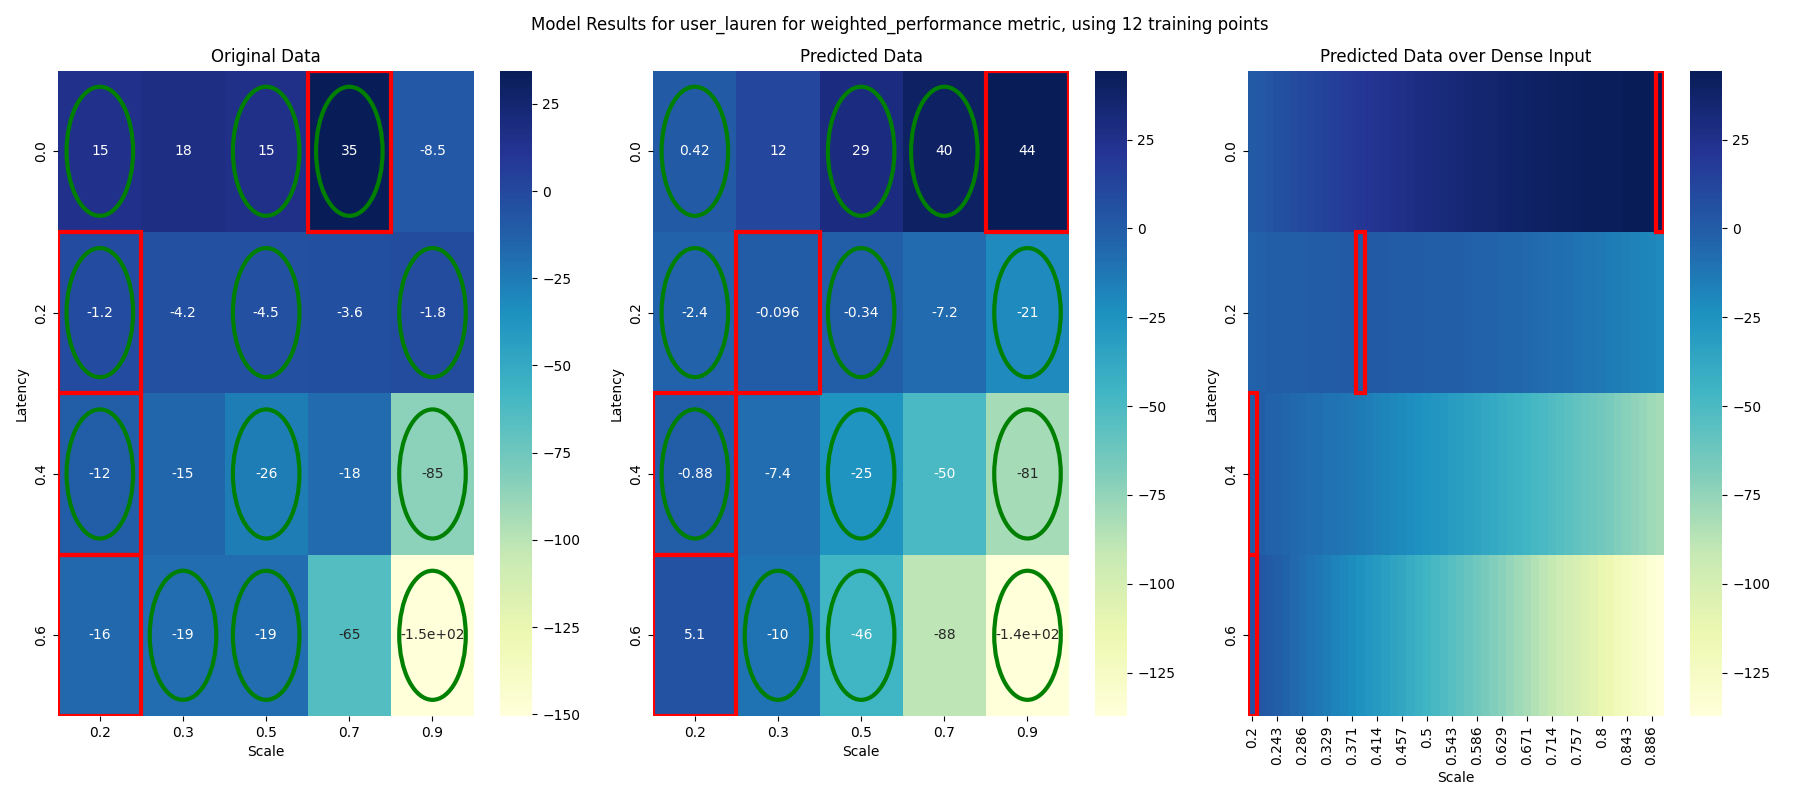 Model Results for user_lauren for weighted_performance metric, using 12 training points
Original Data
0.0 15 18 15 35 -8.5
0.2 -1.2 -4.2 -4.5 -3.6 -1.8
0.4 -12 -15 -26 -18 -85
0.6 -16 -19 -19 -65 -1.5e+02
0.2 0.3 0.5 0.7 0.9
Scale
Latency
25
0
−25
−50
−75
−100
−125
−150
Predicted Data
0.0 0.42 12 29 40 44
0.2 -2.4 -0.096 -0.34 -7.2 -21
0.4 -0.88 -7.4 -25 -50 -81
0.6 5.1 -10 -46 -88 -1.4e+02
0.2 0.3 0.5 0.7 0.9
Scale
Latency
25
0
−25
−50
−75
−100
−125
Predicted Data over Dense Input
0.0
0.2
0.4
0.6
0.2 0.243 0.286 0.329 0.371 0.414 0.457 0.5 0.543 0.586 0.629 0.671 0.714 0.757 0.8 0.843 0.886
Scale
Latency
25
0
−25
−50
−75
−100
−125